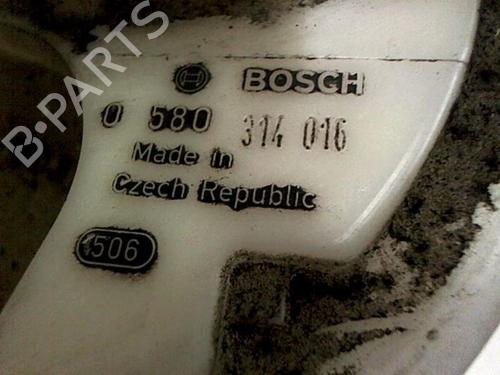 B-PARTS
BOSCH
0 580 314 016
Made in
Czech Republic
506